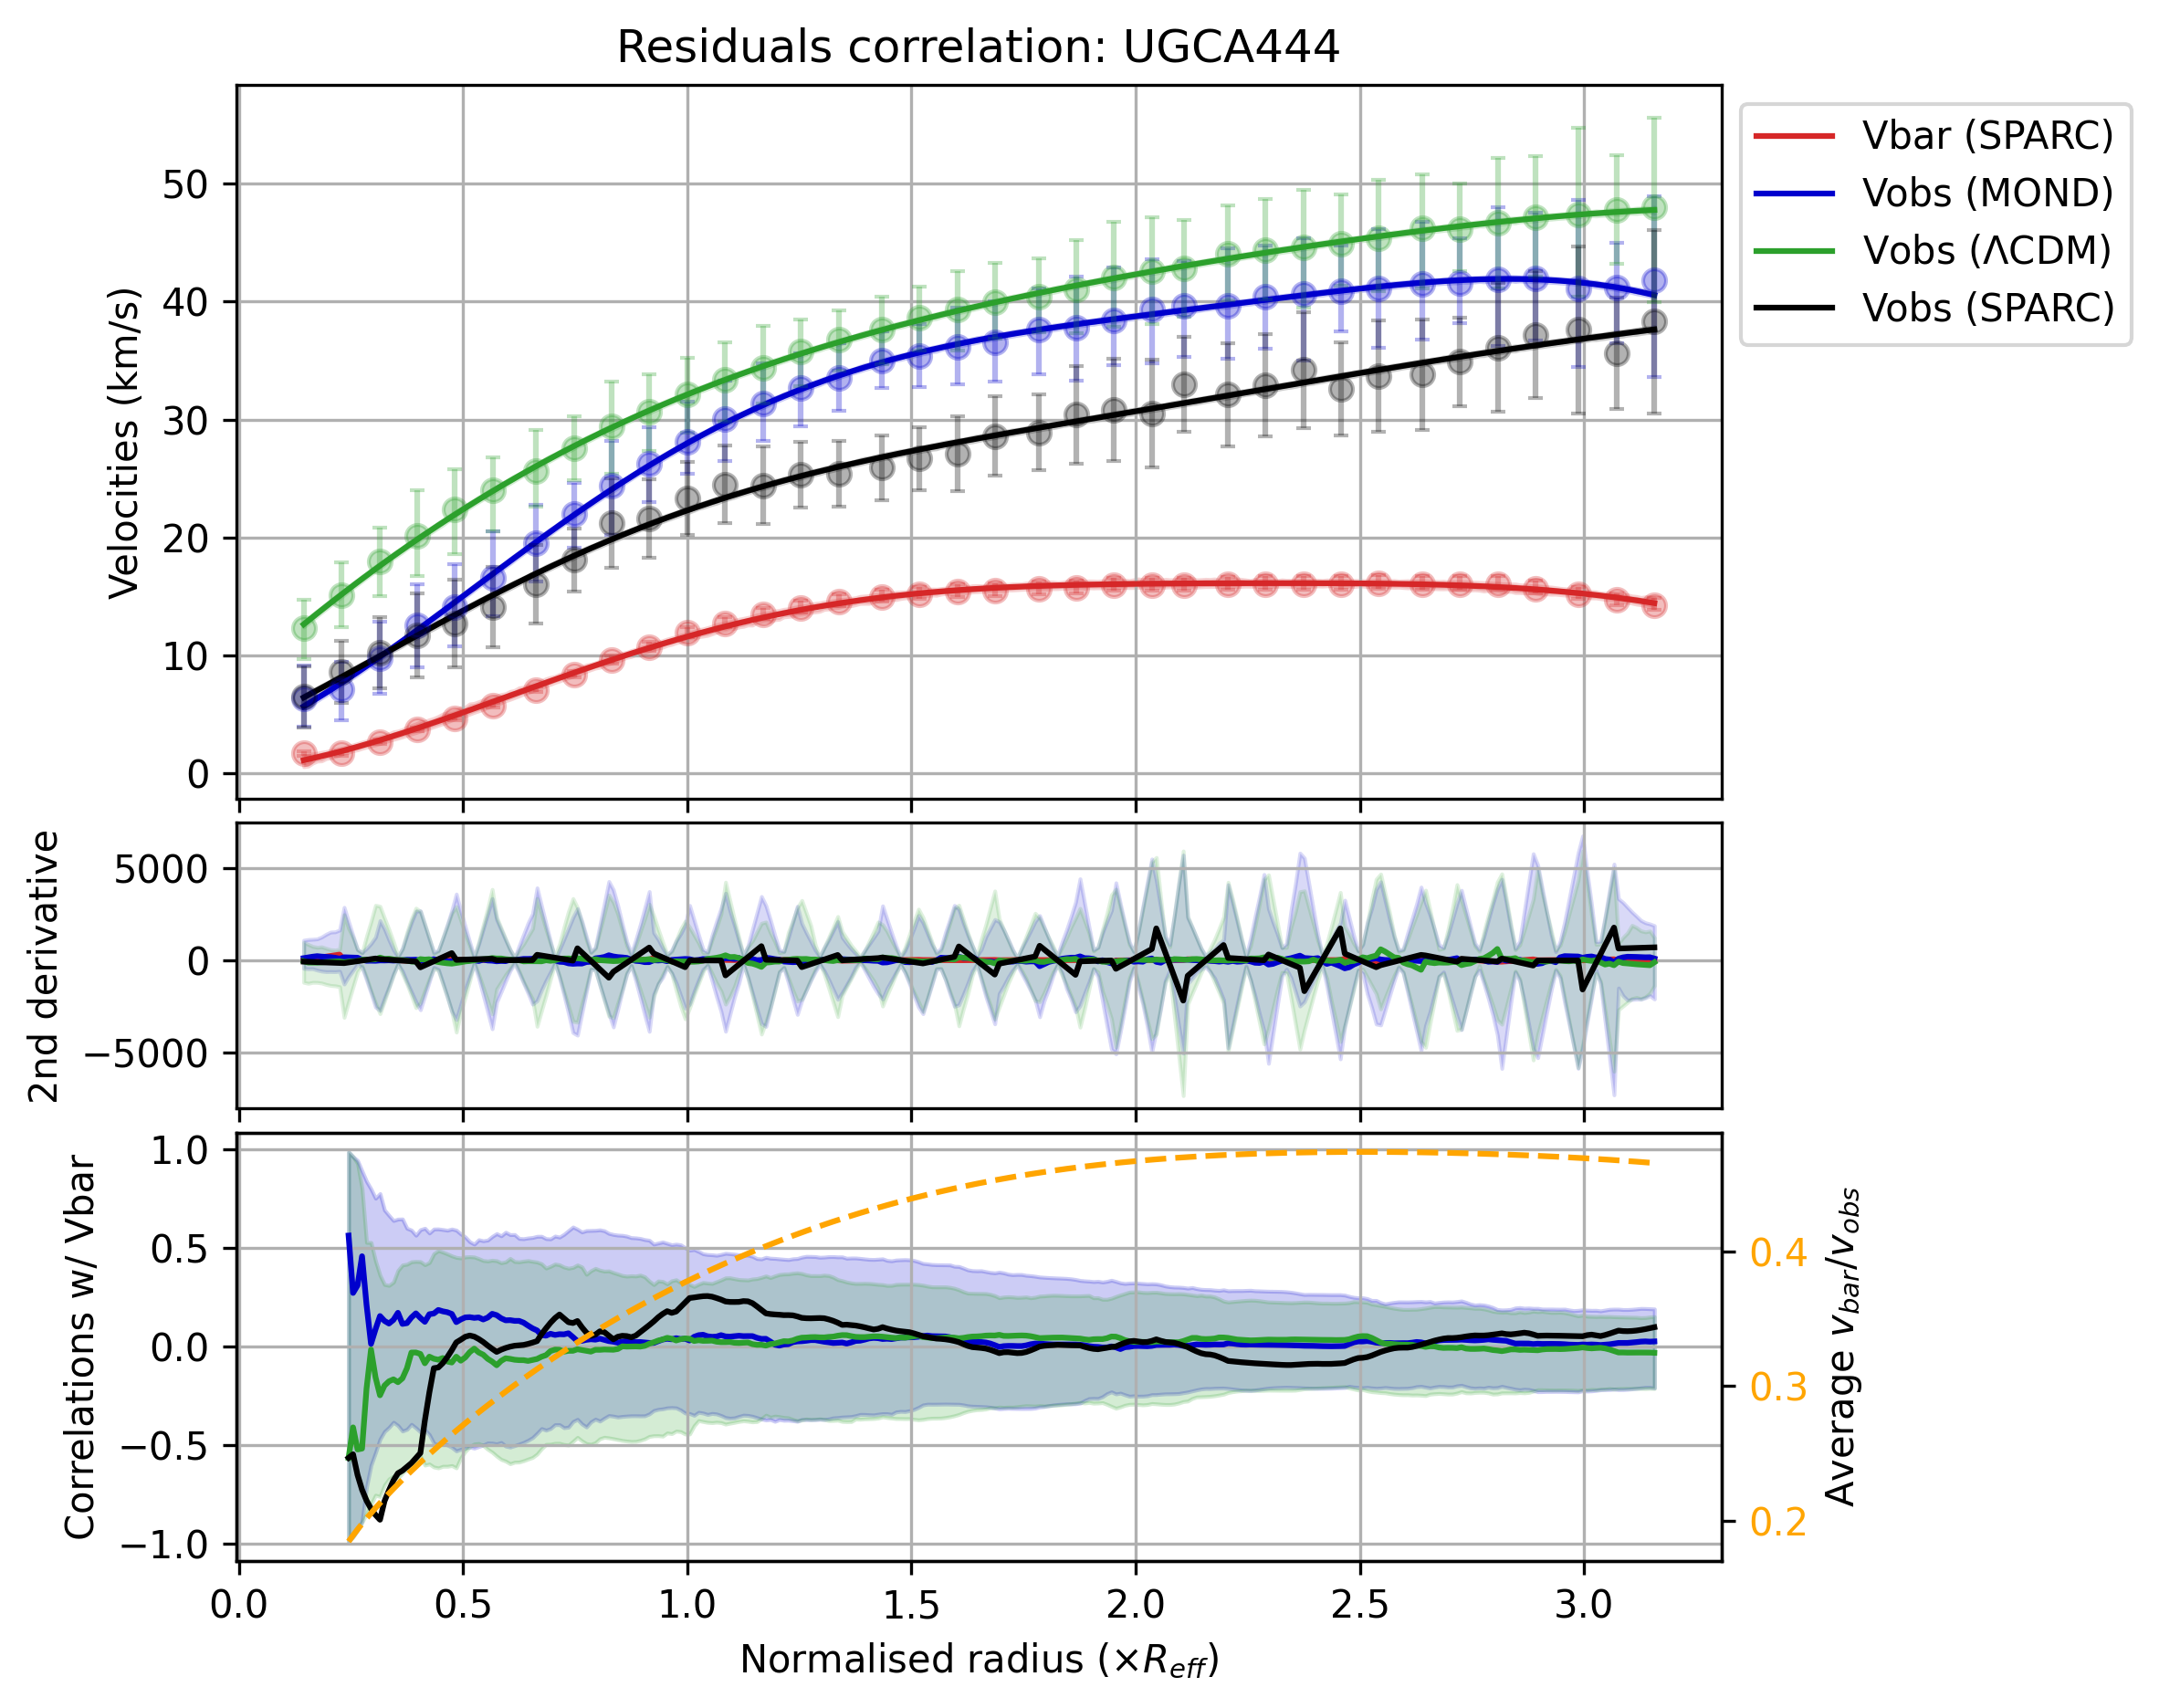 Residuals correlation: UGCA444
Velocities (km/s)
50
40
30
20
10
0
Vbar (SPARC)
Vobs (MOND)
Vobs (ΛCDM)
Vobs (SPARC)
2nd derivative
5000
0
−5000
Correlations w/ Vbar
1.0
0.5
0.0
−0.5
−1.0
0.4
0.3
0.2
Average v_bar/v_obs
0.0 0.5 1.0 1.5 2.0 2.5 3.0
Normalised radius (×R_eff)